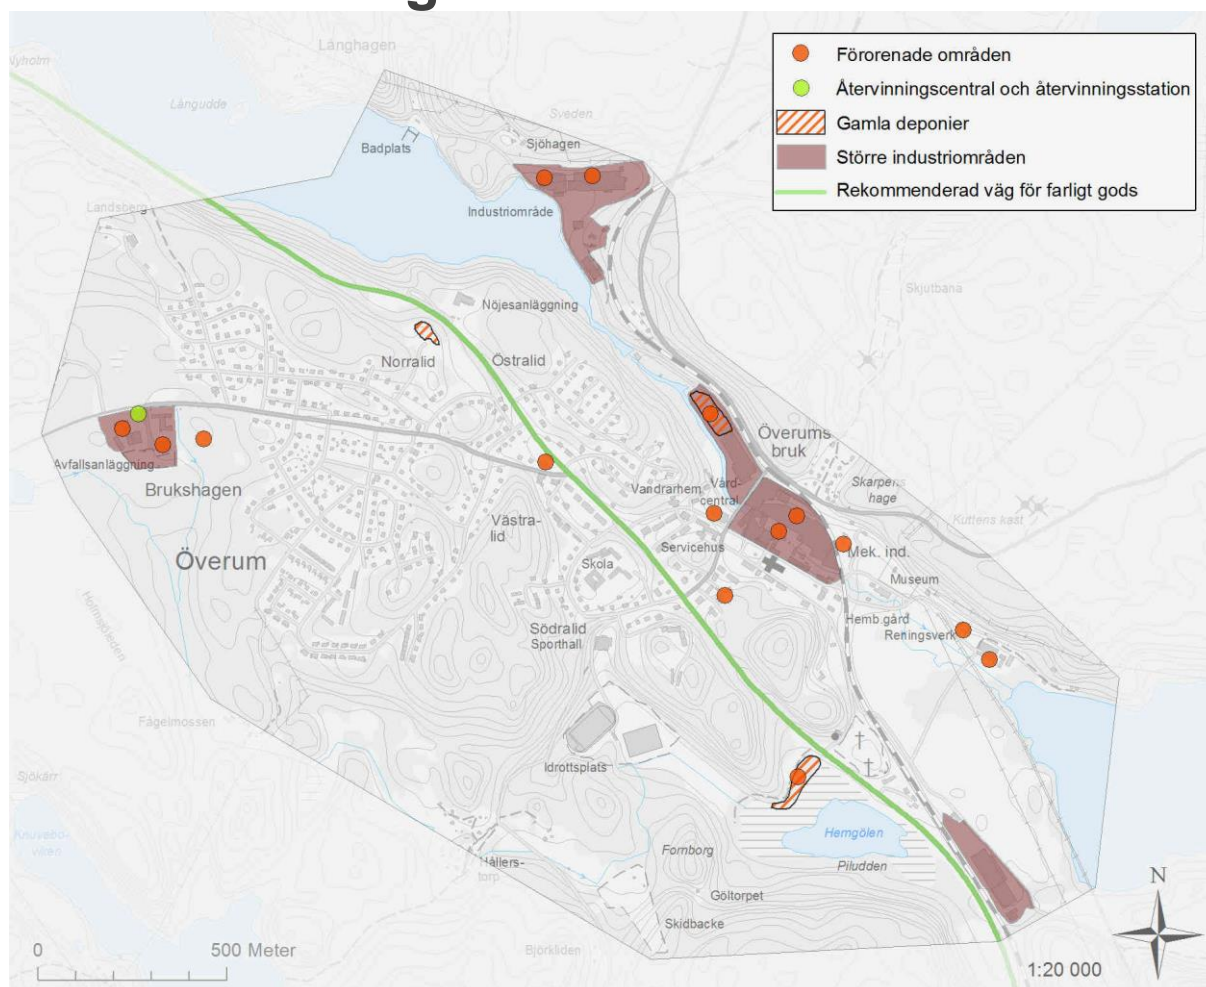 Långhagen
Nyholm
Långudde
Sveden
Sjöhagen
Badplats
Landsberg
Industriområde
Förorenade områden
Återvinningscentral och återvinningsstation
Gamla deponier
Större industriområden
Rekommenderad väg för farligt gods
Skjutbana
Nöjesanläggning
Norralid
Östralid
Överums
bruk
Avfallsanläggning
Brukshagen
Vandrarhem
Vård-
central
Skarpens
hage
Kuttens kast
Västra-
lid
Servicehus
Överum
Skola
Mek. ind.
Museum
Hemb.gård
Reningsverk
Södralid
Sporthall
Fågelmossen
Idrottsplats
Sjökärr
Hemgölen
Fornborg
Piludden
Hållers-
torp
Göltorpet
Skidbacke
Björkliden
N
0 500 Meter
1:20 000